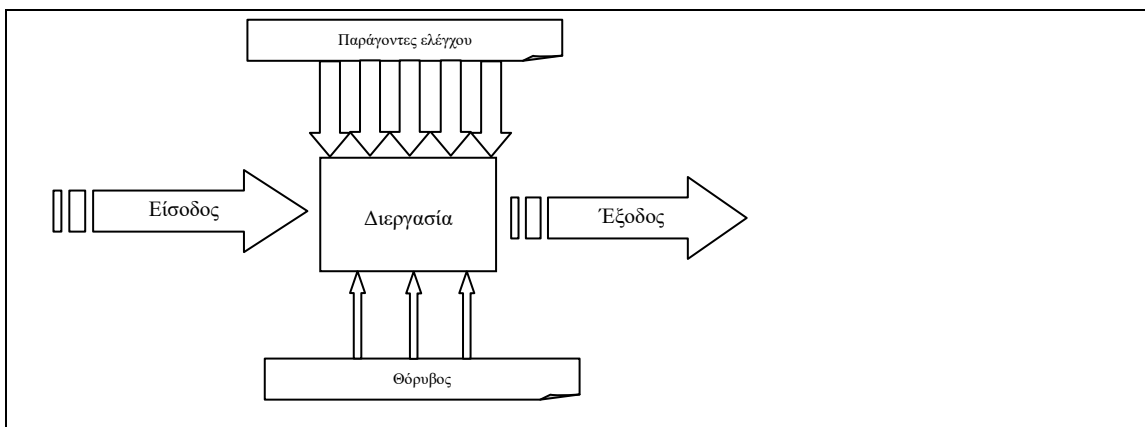 Παράγοντες ελέγχου
Είσοδος
Διεργασία
Έξοδος
Θόρυβος